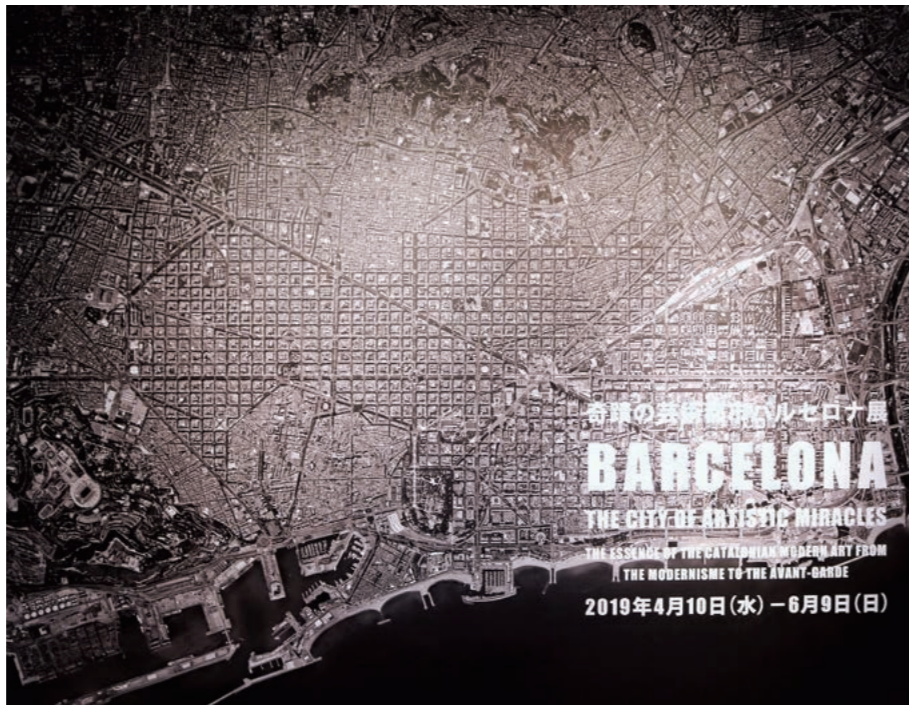 奇蹟の芸術都市バルセロナ展
BARCELONA
THE CITY OF ARTISTIC MIRACLES
THE ESSENCE OF THE CATALONIAN MODERN ART FROM
THE MODERNISME TO THE AVANT-GARDE
2019年4月10日(水)－6月9日(日)